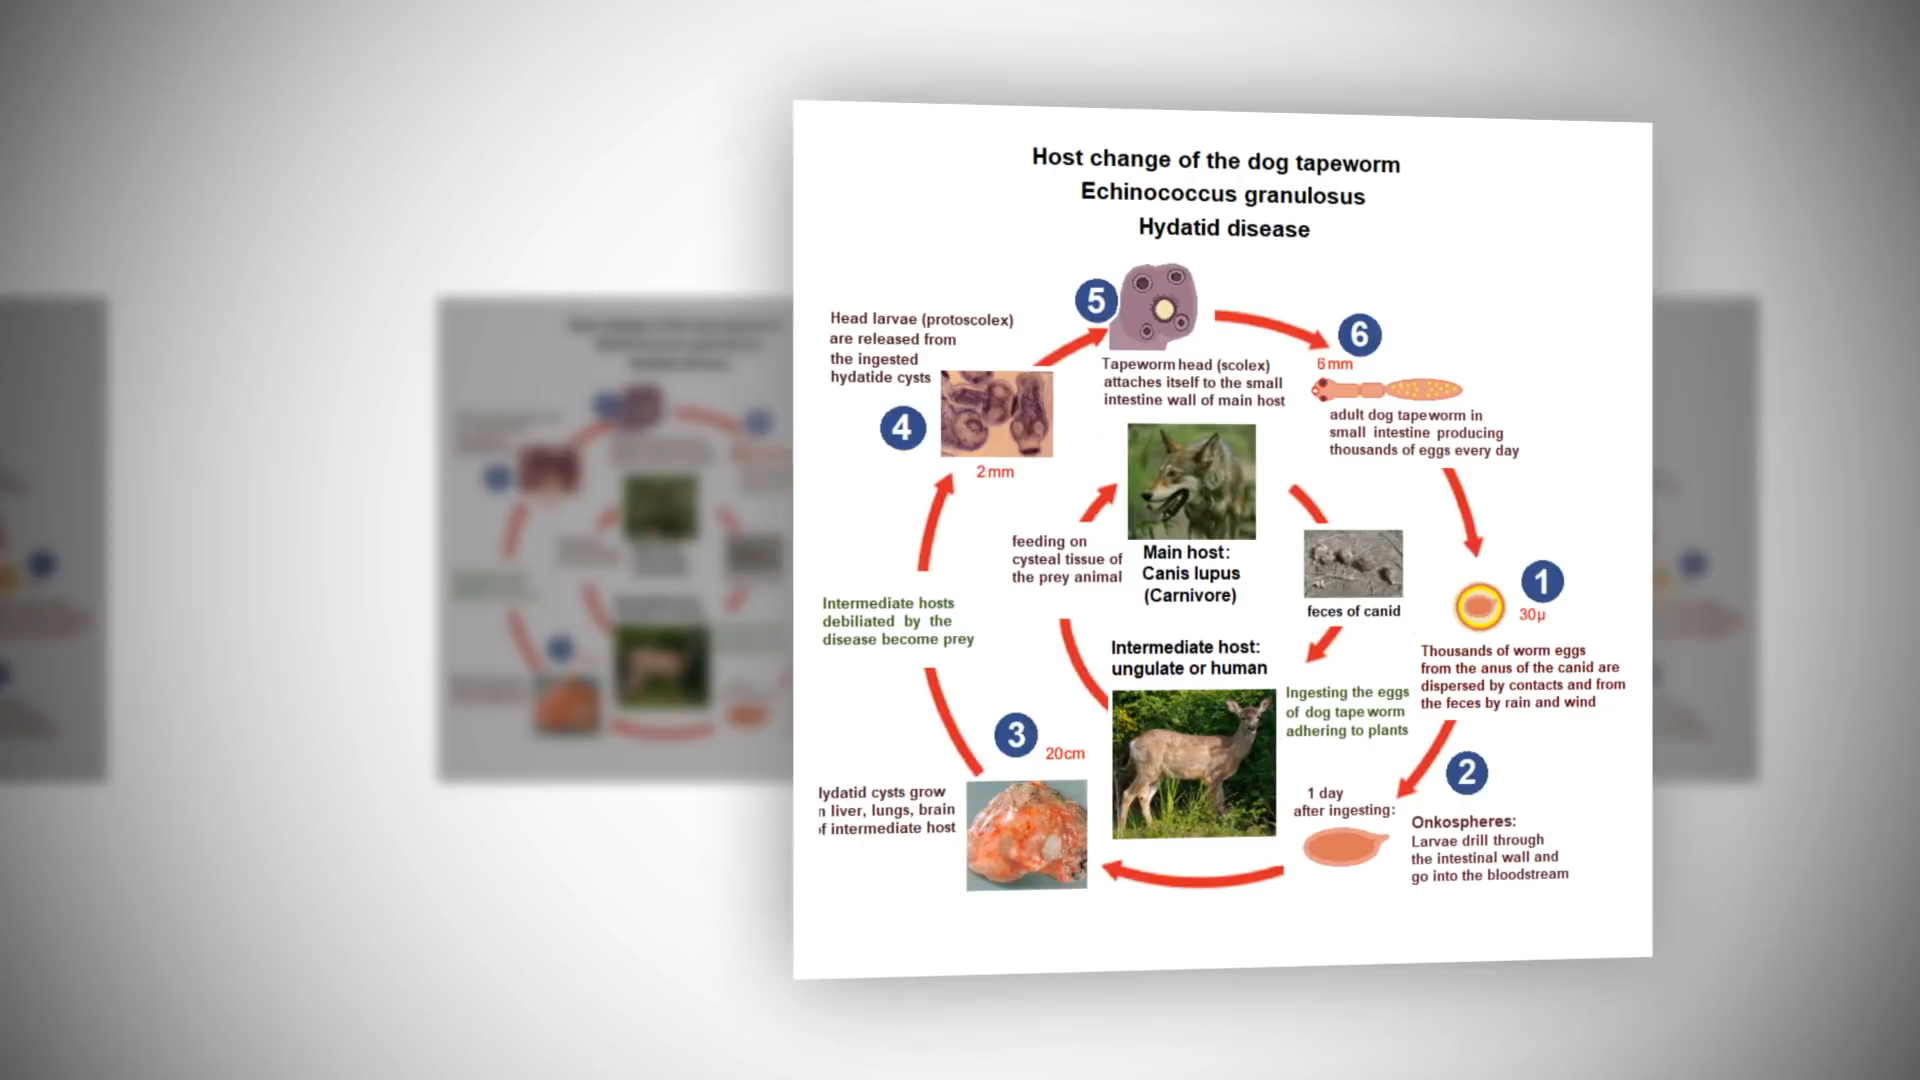 Host change of the dog tapeworm
Echinococcus granulosus
Hydatid disease
5
6
Head larvae (protoscolex)
are released from
the ingested
hydatide cysts
Tapeworm head (scolex)
attaches itself to the small
intestine wall of main host
6mm
adult dog tapeworm in
small intestine producing
thousands of eggs every day
4
2mm
feeding on
cysteal tissue of
the prey animal
Main host:
Canis lupus
(Carnivore)
feces of canid
1
30µ
Intermediate hosts
debiliated by the
disease become prey
Intermediate host:
ungulate or human
Thousands of worm eggs
from the anus of the canid are
dispersed by contacts and from
the feces by rain and wind
Ingesting the eggs
of dog tapeworm
adhering to plants
3
20cm
2
lydatid cysts grow
n liver, lungs, brain
of intermediate host
1 day
after ingesting:
Onkospheres:
Larvae drill through
the intestinal wall and
go into the bloodstream